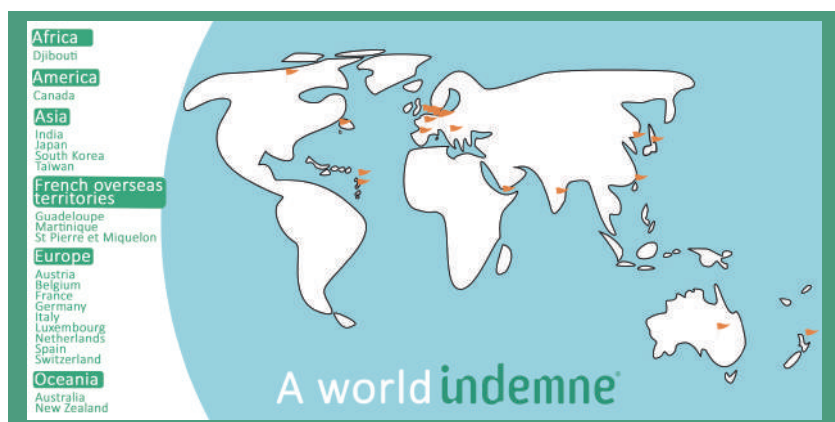 Africa
Djibouti
America
Canada
Asia
India
Japan
South Korea
Taïwan
French overseas
territories
Guadeloupe
Martinique
St Pierre et Miquelon
Europe
Austria
Belgium
France
Germany
Italy
Luxembourg
Netherlands
Spain
Switzerland
Oceania
Australia
New Zealand
A world indemne®